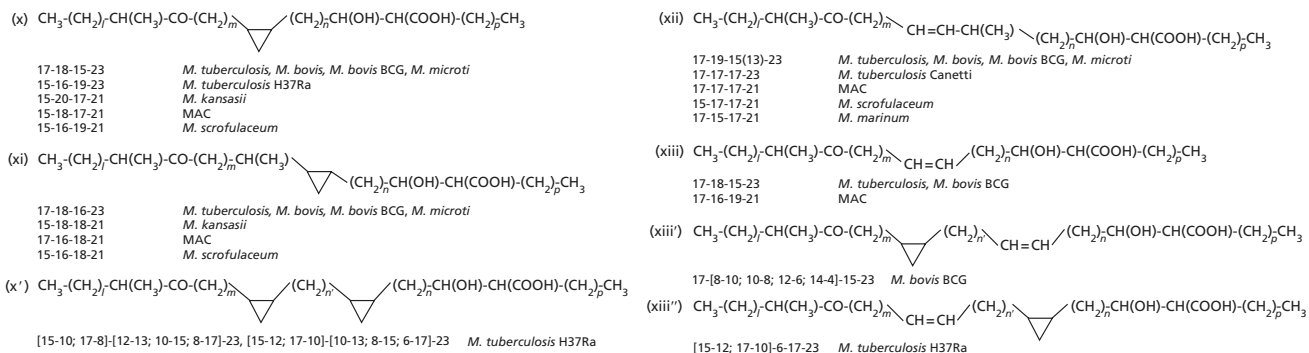 (x) CH3-(CH2)l-CH(CH3)-CO-(CH2)m (CH2)n-CH(OH)-CH(COOH)-(CH2)p-CH3
17-18-15-23 M. tuberculosis, M. bovis, M. bovis BCG, M. microti
15-16-19-23 M. tuberculosis H37Ra
15-20-17-21 M. kansasii
15-18-17-21 MAC
15-16-19-21 M. scrofulaceum
(xi) CH3-(CH2)l-CH(CH3)-CO-(CH2)m-CH(CH3)
(CH2)n-CH(OH)-CH(COOH)-(CH2)p-CH3
17-18-16-23 M. tuberculosis, M. bovis, M. bovis BCG, M. microti
15-18-18-21 M. kansasii
17-16-18-21 MAC
15-16-18-21 M. scrofulaceum
(x') CH3-(CH2)l-CH(CH3)-CO-(CH2)m (CH2)n' (CH2)n-CH(OH)-CH(COOH)-(CH2)p-CH3
[15-10; 17-8]-[12-13; 10-15; 8-17]-23, [15-12; 17-10]-[10-13; 8-15; 6-17]-23 M. tuberculosis H37Ra
(xii) CH3-(CH2)l-CH(CH3)-CO-(CH2)m
CH=CH-CH(CH3)
(CH2)n-CH(OH)-CH(COOH)-(CH2)p-CH3
17-19-15(13)-23 M. tuberculosis, M. bovis, M. bovis BCG, M. microti
17-17-17-23 M. tuberculosis Canetti
17-17-17-21 MAC
15-17-17-21 M. scrofulaceum
17-15-17-21 M. marinum
(xiii) CH3-(CH2)l-CH(CH3)-CO-(CH2)m (CH2)n-CH(OH)-CH(COOH)-(CH2)p-CH3
CH=CH
17-18-15-23 M. tuberculosis, M. bovis BCG
17-16-19-21 MAC
(xiii') CH3-(CH2)l-CH(CH3)-CO-(CH2)m (CH2)n' (CH2)n-CH(OH)-CH(COOH)-(CH2)p-CH3
CH=CH
17-[8-10; 10-8; 12-6; 14-4]-15-23 M. bovis BCG
(xiii'') CH3-(CH2)l-CH(CH3)-CO-(CH2)m (CH2)n' (CH2)n-CH(OH)-CH(COOH)-(CH2)p-CH3
CH=CH
[15-12; 17-10]-6-17-23 M. tuberculosis H37Ra